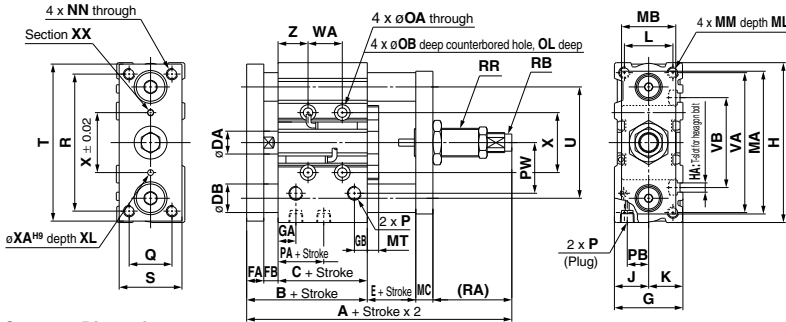 4 x NN through
Section XX
T
R
X ± 0.02
øXAH9 depth XL
Q
S
Z
WA
4 x øOA through
4 x øOB deep counterbored hole, OL deep
RR
RB
øDA
øDB
X
U
PW
GA
GB
MT
2 x P
PA + Stroke
FA
FB
C + Stroke
B + Stroke
E + Stroke
MC
(RA)
A + Stroke x 2
MB
L
4 x MM depth ML
HA: T-slot for hexagon bolt
VB
VA
MA
H
2 x P
(Plug)
PB
J
K
G